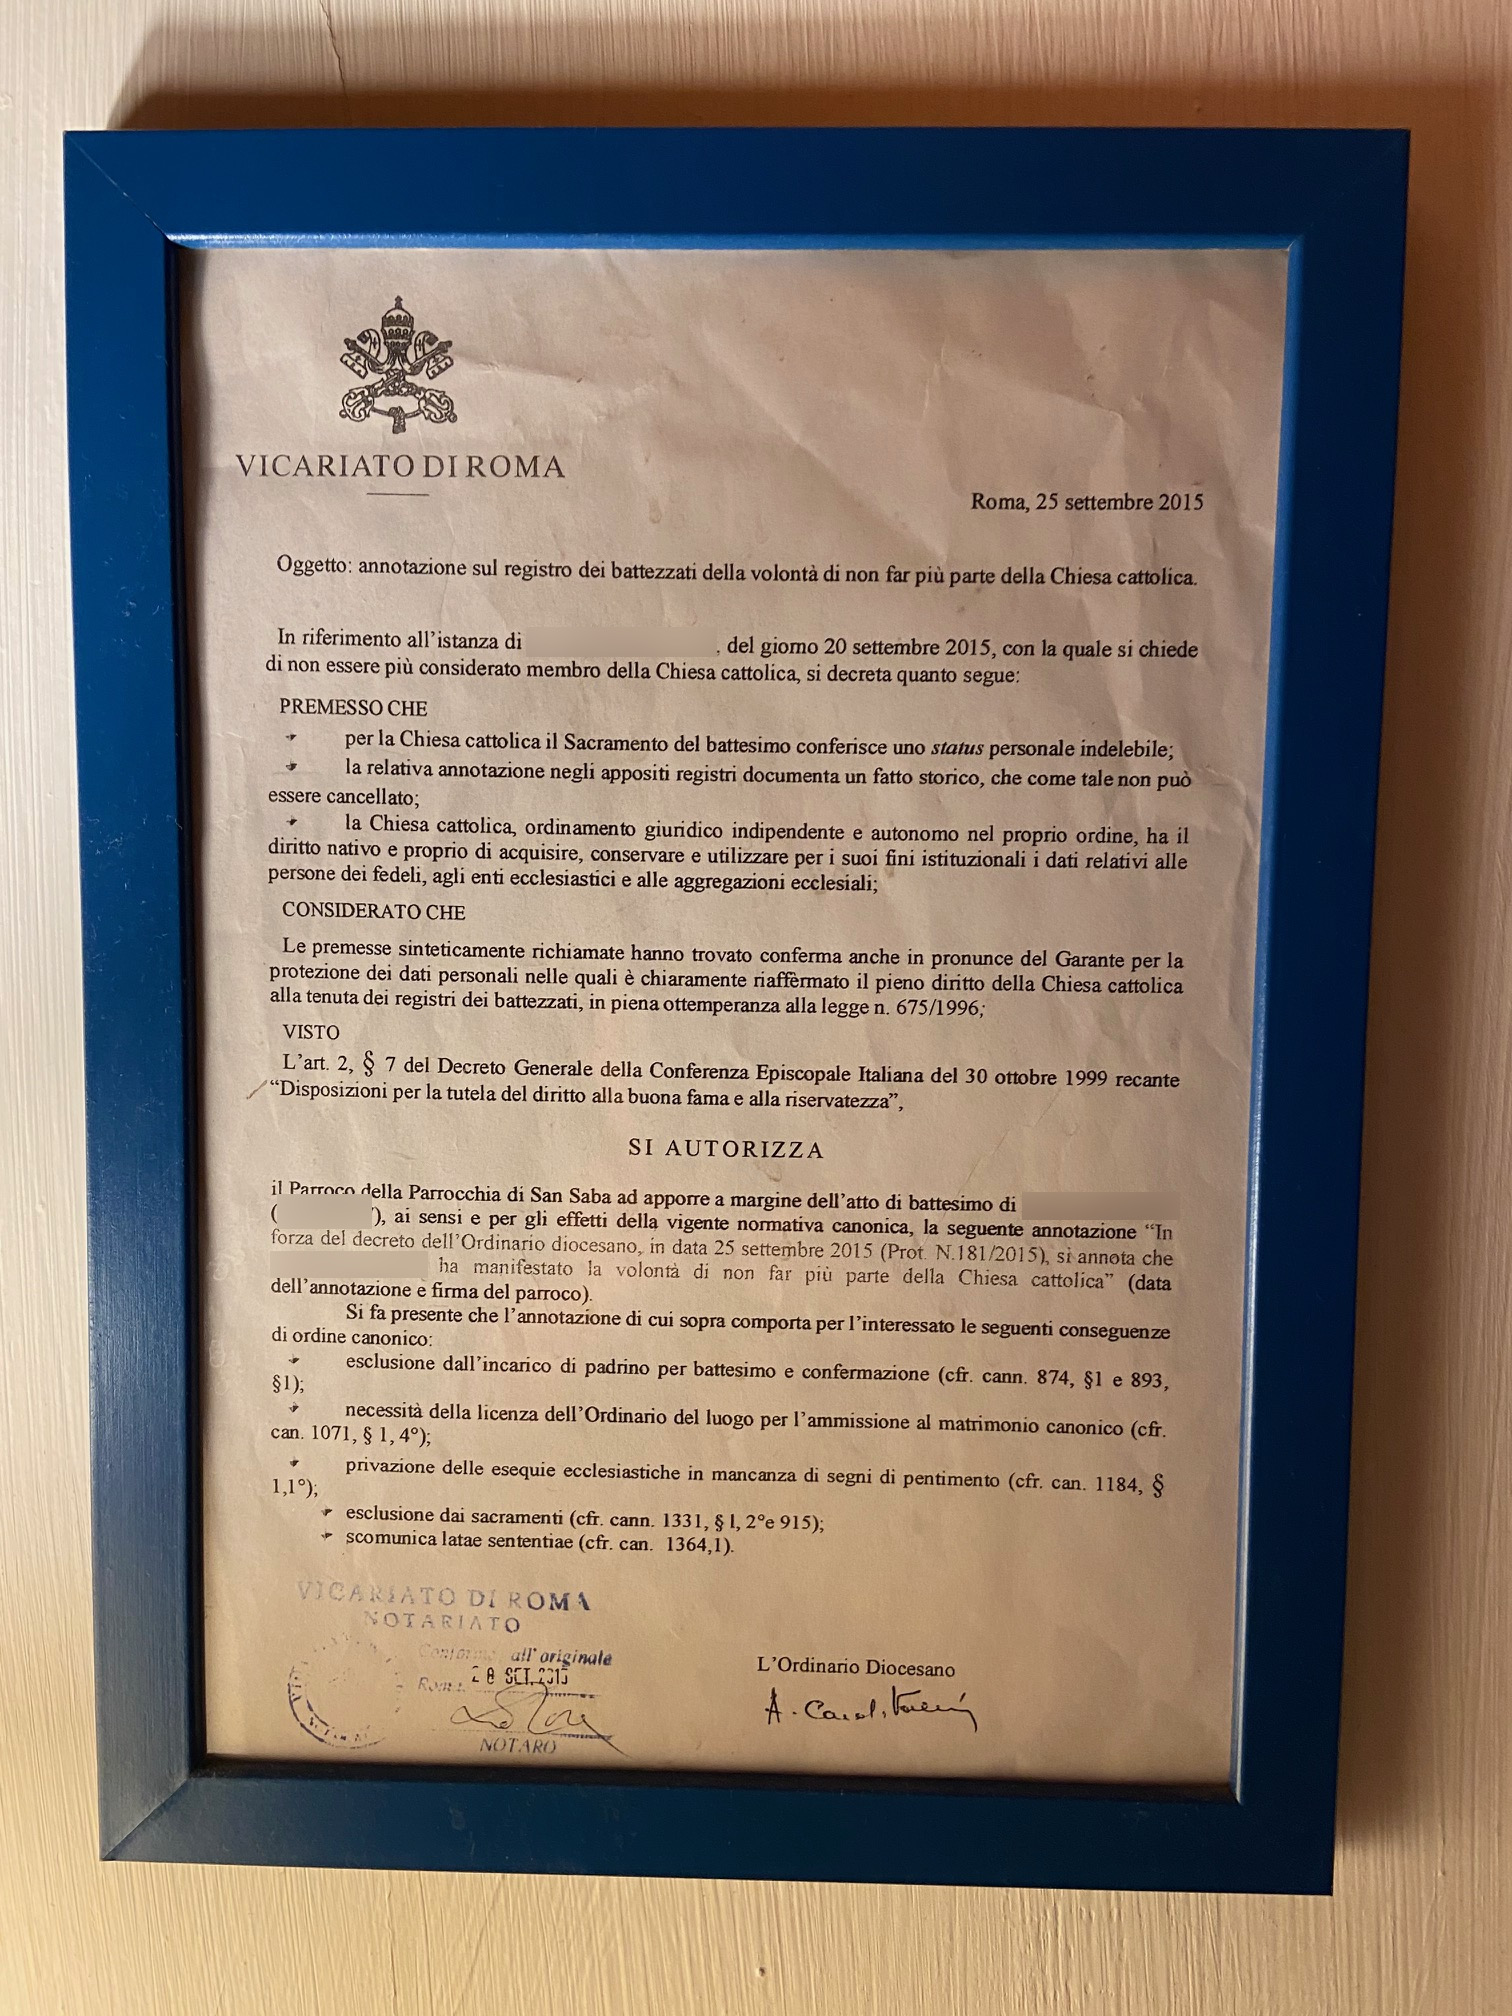 VICARIATO DI ROMA
Roma, 25 settembre 2015
Oggetto: annotazione sul registro dei battezzati della volontà di non far più parte della Chiesa cattolica.
In riferimento all'istanza di , del giorno 20 settembre 2015, con la quale si chiede
di non essere più considerato membro della Chiesa cattolica, si decreta quanto segue:
PREMESSO CHE
per la Chiesa cattolica il Sacramento del battesimo conferisce uno status personale indelebile;
la relativa annotazione negli appositi registri documenta un fatto storico, che come tale non può
essere cancellato;
la Chiesa cattolica, ordinamento giuridico indipendente e autonomo nel proprio ordine, ha il
diritto nativo e proprio di acquisire, conservare e utilizzare per i suoi fini istituzionali i dati relativi alle
persone dei fedeli, agli enti ecclesiastici e alle aggregazioni ecclesiali;
CONSIDERATO CHE
Le premesse sinteticamente richiamate hanno trovato conferma anche in pronunce del Garante per la
protezione dei dati personali nelle quali è chiaramente riaffermato il pieno diritto della Chiesa cattolica
alla tenuta dei registri dei battezzati, in piena ottemperanza alla legge n. 675/1996;
VISTO
L'art. 2, § 7 del Decreto Generale della Conferenza Episcopale Italiana del 30 ottobre 1999 recante
“Disposizioni per la tutela del diritto alla buona fama e alla riservatezza”,
SI AUTORIZZA
il Parroco della Parrocchia di San Saba ad apporre a margine dell'atto di battesimo di
( ), ai sensi e per gli effetti della vigente normativa canonica, la seguente annotazione “In
forza del decreto dell'Ordinario diocesano, in data 25 settembre 2015 (Prot. N.181/2015), si annota che
ha manifestato la volontà di non far più parte della Chiesa cattolica” (data
dell'annotazione e firma del parroco).
Si fa presente che l'annotazione di cui sopra comporta per l'interessato le seguenti conseguenze
di ordine canonico:
esclusione dall'incarico di padrino per battesimo e confermazione (cfr. cann. 874, §1 e 893,
§1);
necessità della licenza dell'Ordinario del luogo per l'ammissione al matrimonio canonico (cfr.
can. 1071, § 1, 4°);
privazione delle esequie ecclesiastiche in mancanza di segni di pentimento (cfr. can. 1184, §
1,1°);
esclusione dai sacramenti (cfr. cann. 1331, § 1, 2°e 915);
scomunica latae sententiae (cfr. can. 1364,1).
VICARIATO DI ROMA
NOTARIATO
Conforme all'originale
Roma, 28 SET.2015
NOTARO
L'Ordinario Diocesano